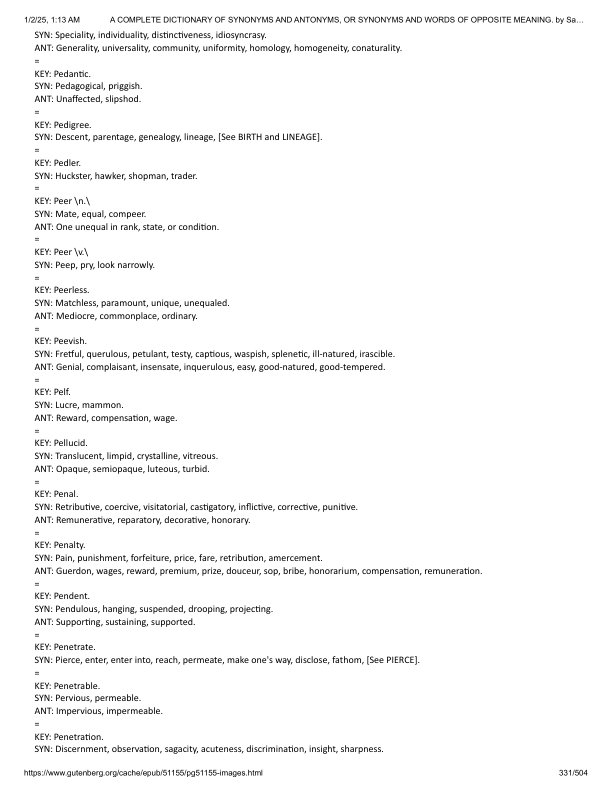 1/2/25, 1:13 AM A COMPLETE DICTIONARY OF SYNONYMS AND ANTONYMS, OR SYNONYMS AND WORDS OF OPPOSITE MEANING. by Sa…
SYN: Speciality, individuality, distinctiveness, idiosyncrasy.
ANT: Generality, universality, community, uniformity, homology, homogeneity, conaturality.
=
KEY: Pedantic.
SYN: Pedagogical, priggish.
ANT: Unaffected, slipshod.
=
KEY: Pedigree.
SYN: Descent, parentage, genealogy, lineage, [See BIRTH and LINEAGE].
=
KEY: Pedler.
SYN: Huckster, hawker, shopman, trader.
=
KEY: Peer \n.\
SYN: Mate, equal, compeer.
ANT: One unequal in rank, state, or condition.
=
KEY: Peer \v.\
SYN: Peep, pry, look narrowly.
=
KEY: Peerless.
SYN: Matchless, paramount, unique, unequaled.
ANT: Mediocre, commonplace, ordinary.
=
KEY: Peevish.
SYN: Fretful, querulous, petulant, testy, captious, waspish, splenetic, ill-natured, irascible.
ANT: Genial, complaisant, insensate, inquerulous, easy, good-natured, good-tempered.
=
KEY: Pelf.
SYN: Lucre, mammon.
ANT: Reward, compensation, wage.
=
KEY: Pellucid.
SYN: Translucent, limpid, crystalline, vitreous.
ANT: Opaque, semiopaque, luteous, turbid.
=
KEY: Penal.
SYN: Retributive, coercive, visitatorial, castigatory, inflictive, corrective, punitive.
ANT: Remunerative, reparatory, decorative, honorary.
=
KEY: Penalty.
SYN: Pain, punishment, forfeiture, price, fare, retribution, amercement.
ANT: Guerdon, wages, reward, premium, prize, douceur, sop, bribe, honorarium, compensation, remuneration.
=
KEY: Pendent.
SYN: Pendulous, hanging, suspended, drooping, projecting.
ANT: Supporting, sustaining, supported.
=
KEY: Penetrate.
SYN: Pierce, enter, enter into, reach, permeate, make one's way, disclose, fathom, [See PIERCE].
=
KEY: Penetrable.
SYN: Pervious, permeable.
ANT: Impervious, impermeable.
=
KEY: Penetration.
SYN: Discernment, observation, sagacity, acuteness, discrimination, insight, sharpness.
https://www.gutenberg.org/cache/epub/51155/pg51155-images.html 331/504